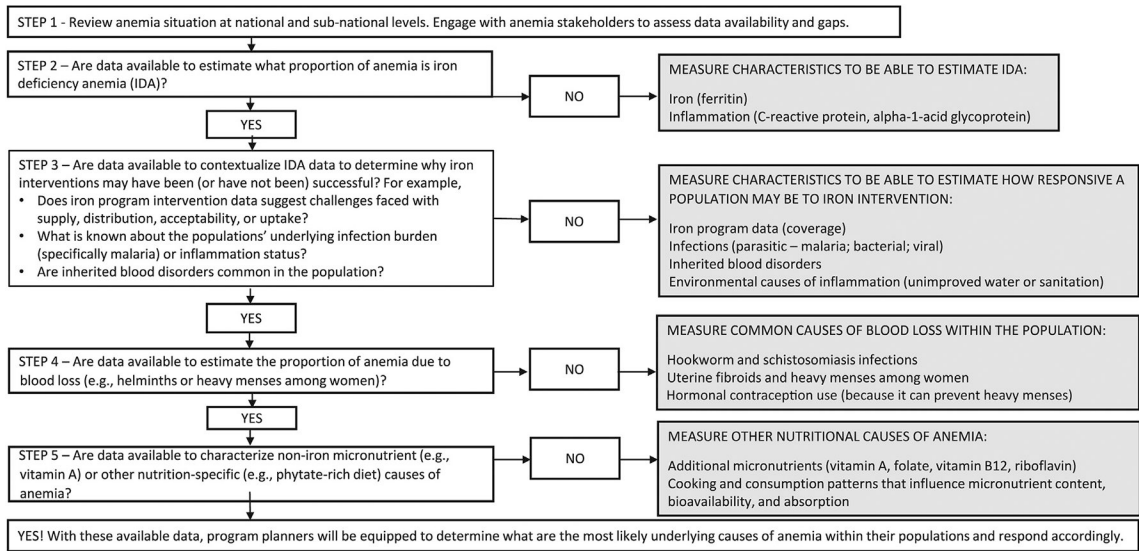 STEP 1 - Review anemia situation at national and sub-national levels. Engage with anemia stakeholders to assess data availability and gaps.
STEP 2 – Are data available to estimate what proportion of anemia is iron
deficiency anemia (IDA)?
NO
MEASURE CHARACTERISTICS TO BE ABLE TO ESTIMATE IDA:
Iron (ferritin)
Inflammation (C-reactive protein, alpha-1-acid glycoprotein)
YES
STEP 3 – Are data available to contextualize IDA data to determine why iron
interventions may have been (or have not been) successful? For example,
• Does iron program intervention data suggest challenges faced with
supply, distribution, acceptability, or uptake?
• What is known about the populations’ underlying infection burden
(specifically malaria) or inflammation status?
• Are inherited blood disorders common in the population?
NO
MEASURE CHARACTERISTICS TO BE ABLE TO ESTIMATE HOW RESPONSIVE A
POPULATION MAY BE TO IRON INTERVENTION:
Iron program data (coverage)
Infections (parasitic – malaria; bacterial; viral)
Inherited blood disorders
Environmental causes of inflammation (unimproved water or sanitation)
YES
STEP 4 – Are data available to estimate the proportion of anemia due to
blood loss (e.g., helminths or heavy menses among women)?
NO
MEASURE COMMON CAUSES OF BLOOD LOSS WITHIN THE POPULATION:
Hookworm and schistosomiasis infections
Uterine fibroids and heavy menses among women
Hormonal contraception use (because it can prevent heavy menses)
YES
STEP 5 – Are data available to characterize non-iron micronutrient (e.g.,
vitamin A) or other nutrition-specific (e.g., phytate-rich diet) causes of
anemia?
NO
MEASURE OTHER NUTRITIONAL CAUSES OF ANEMIA:
Additional micronutrients (vitamin A, folate, vitamin B12, riboflavin)
Cooking and consumption patterns that influence micronutrient content,
bioavailability, and absorption
YES! With these available data, program planners will be equipped to determine what are the most likely underlying causes of anemia within their populations and respond accordingly.